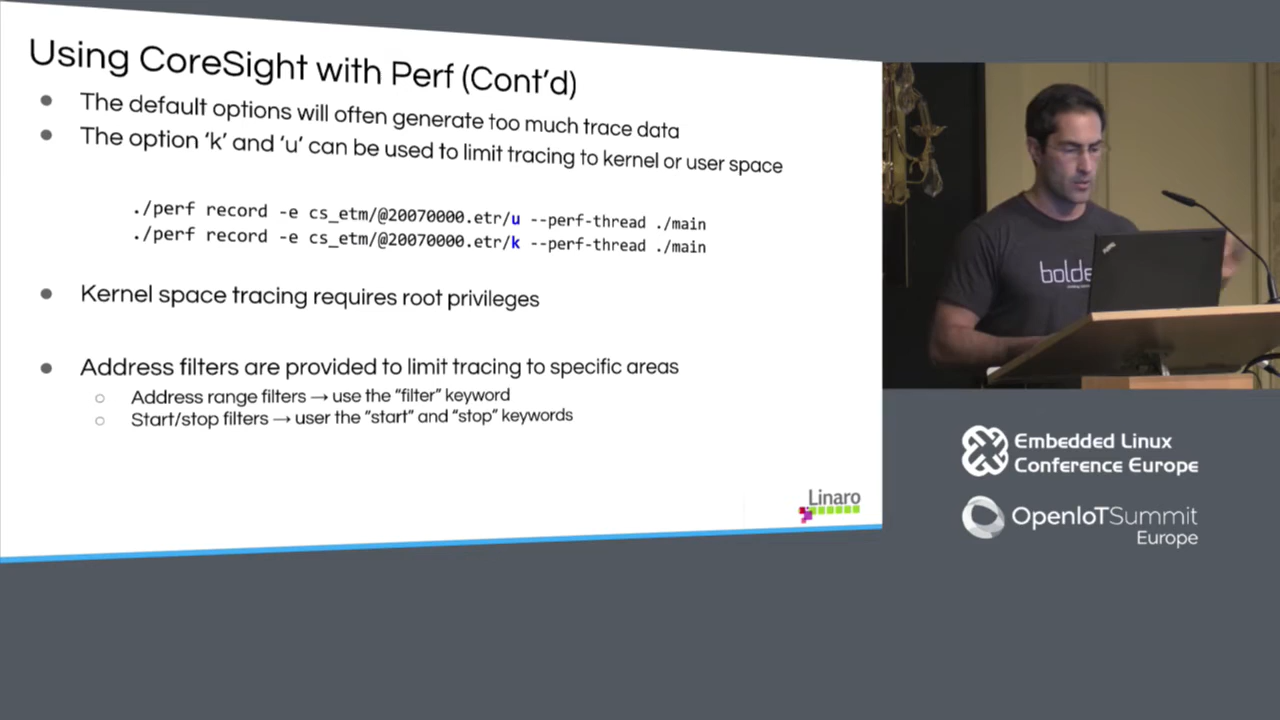 Using CoreSight with Perf (Cont'd)
● The default options will often generate too much trace data
● The option 'k' and 'u' can be used to limit tracing to kernel or user space
./perf record -e cs_etm/@20070000.etr/u --perf-thread ./main
./perf record -e cs_etm/@20070000.etr/k --perf-thread ./main
● Kernel space tracing requires root privileges
● Address filters are provided to limit tracing to specific areas
○ Address range filters → use the "filter" keyword
○ Start/stop filters → user the "start" and "stop" keywords
Linaro
bolde
ThinkPad
Embedded Linux
Conference Europe
OpenIoTSummit
Europe